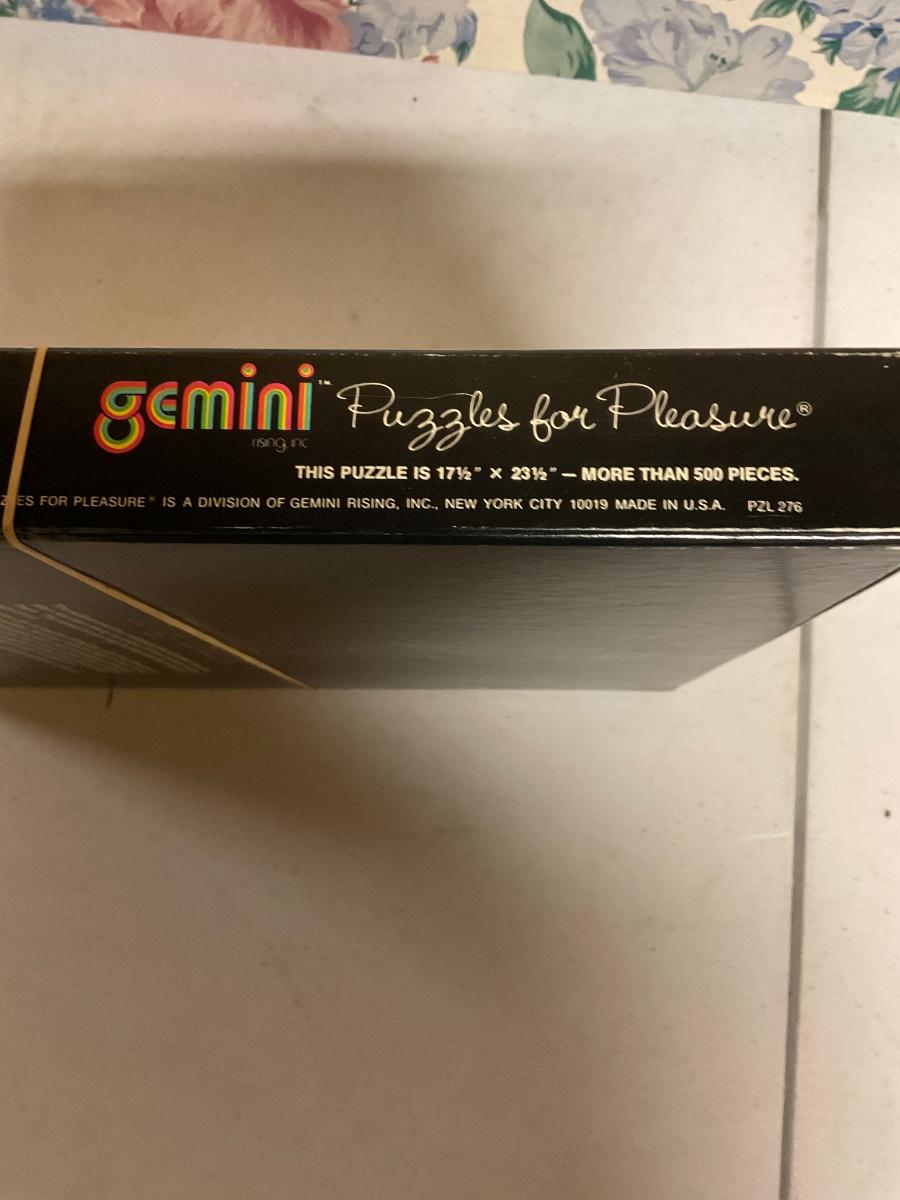 gemini™ Puzzles for Pleasure®
rising, inc
THIS PUZZLE IS 17½" × 23½" — MORE THAN 500 PIECES.
FOR PLEASURE® IS A DIVISION OF GEMINI RISING, INC., NEW YORK CITY 10019 MADE IN U.S.A. PZL 276